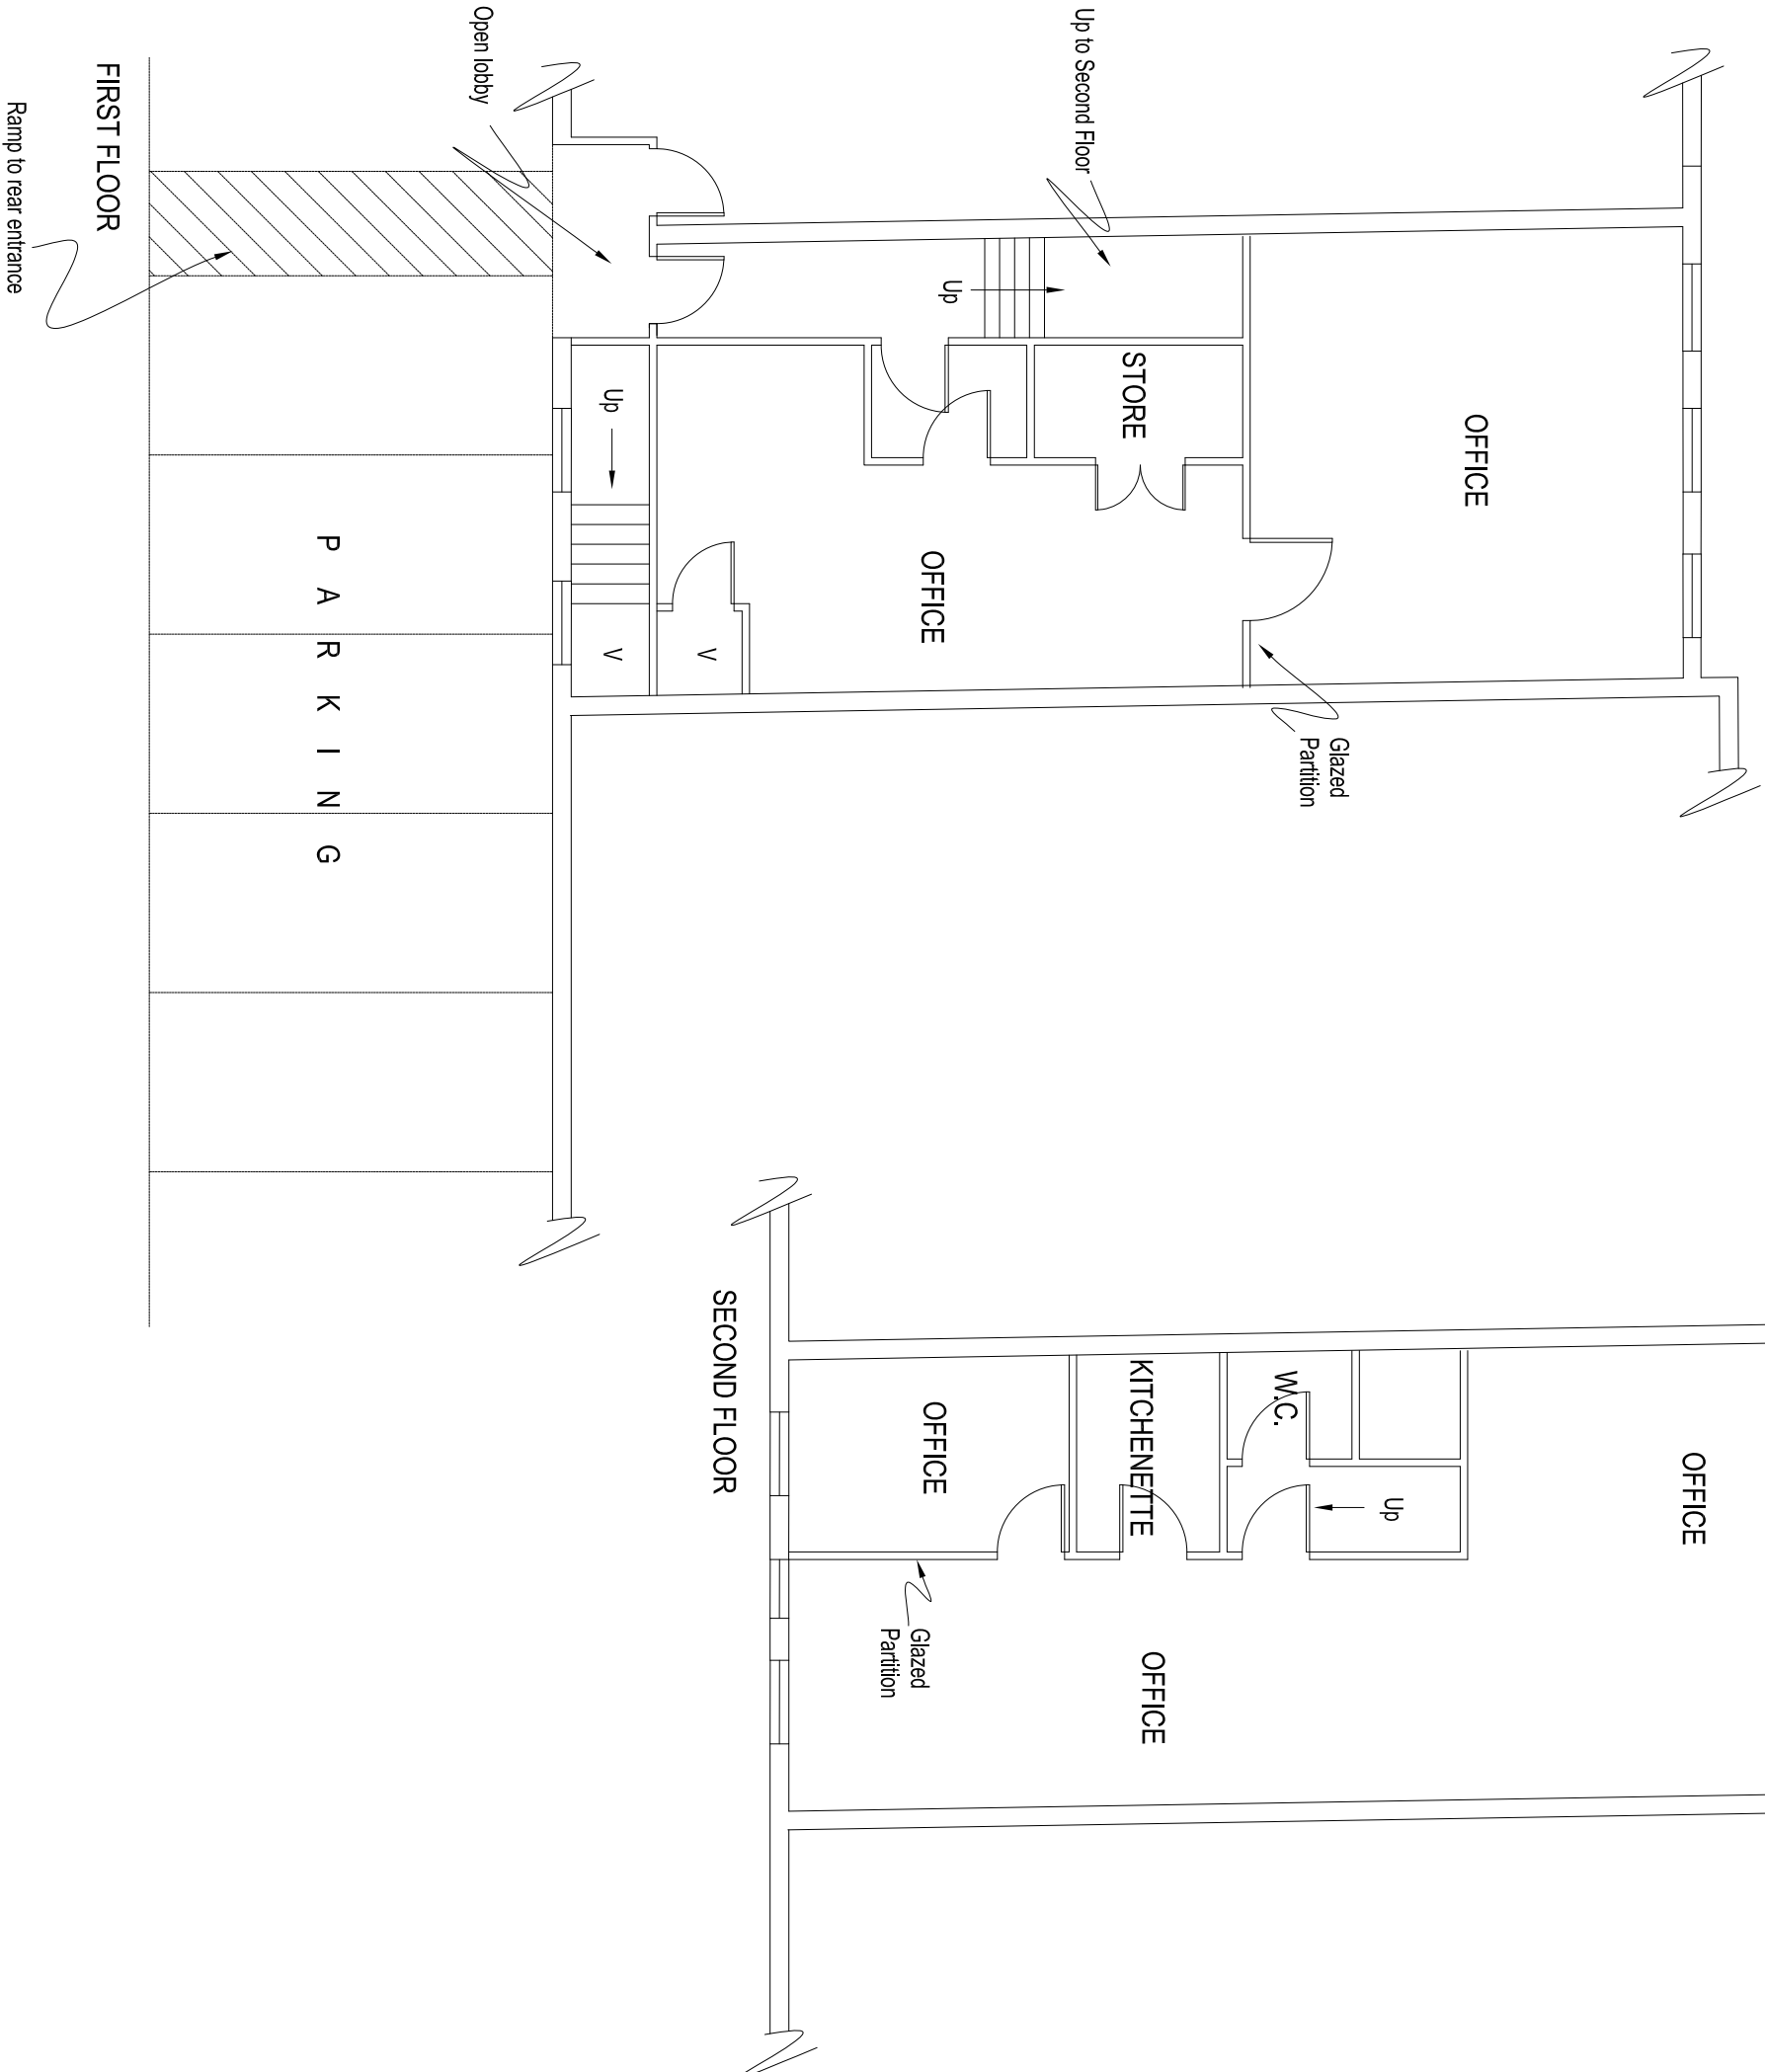 OFFICE
Glazed
Partition
STORE
Up to Second Floor
Up
OFFICE
V
Up
V
Open lobby
P A R K I N G
FIRST FLOOR
Ramp to rear entrance
OFFICE
Up
W.C.
KITCHENETTE
OFFICE
OFFICE
Glazed
Partition
SECOND FLOOR